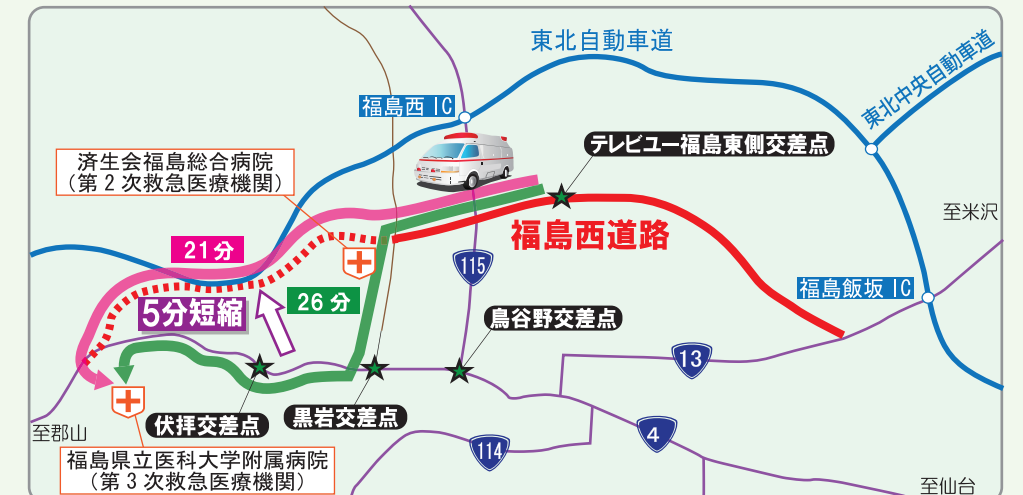 東北自動車道
東北中央自動車道
福島西IC
テレビユー福島東側交差点
済生会福島総合病院
（第２次救急医療機関）
至米沢
福島西道路
21分
115
福島飯坂IC
26分
5分短縮
鳥谷野交差点
13
黒岩交差点
伏拝交差点
至郡山
4
114
福島県立医科大学附属病院
（第３次救急医療機関）
至仙台